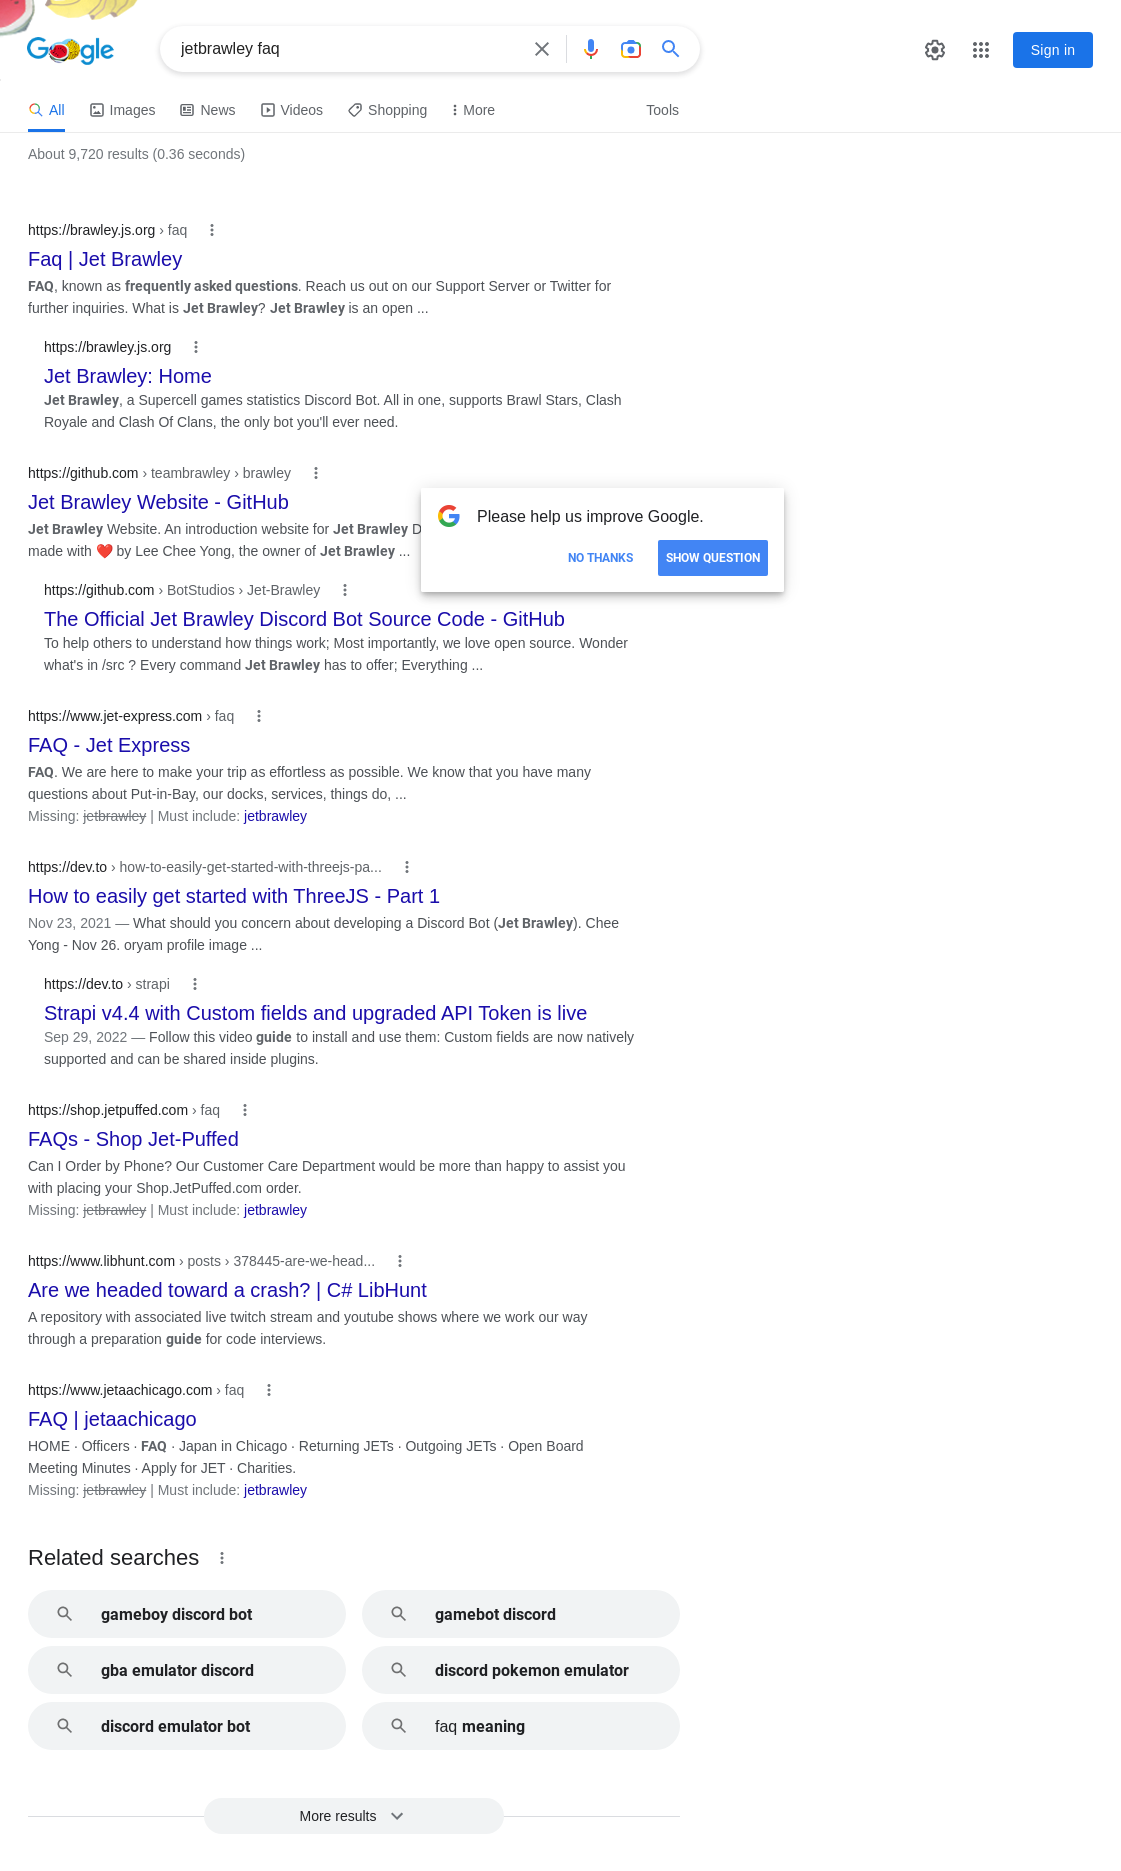 Google
jetbrawley faq
Sign in
All
Images
News
Videos
Shopping
More
Tools
About 9,720 results (0.36 seconds)
https://brawley.js.org › faq
Faq | Jet Brawley
FAQ, known as frequently asked questions. Reach us out on our Support Server or Twitter for
further inquiries. What is Jet Brawley? Jet Brawley is an open ...
https://brawley.js.org
Jet Brawley: Home
Jet Brawley, a Supercell games statistics Discord Bot. All in one, supports Brawl Stars, Clash
Royale and Clash Of Clans, the only bot you'll ever need.
https://github.com › teambrawley › brawley
Jet Brawley Website - GitHub
Jet Brawley Website. An introduction website for Jet Brawley D
made with ❤️ by Lee Chee Yong, the owner of Jet Brawley ...
Please help us improve Google.
NO THANKS
SHOW QUESTION
https://github.com › BotStudios › Jet-Brawley
The Official Jet Brawley Discord Bot Source Code - GitHub
To help others to understand how things work; Most importantly, we love open source. Wonder
what's in /src ? Every command Jet Brawley has to offer; Everything ...
https://www.jet-express.com › faq
FAQ - Jet Express
FAQ. We are here to make your trip as effortless as possible. We know that you have many
questions about Put-in-Bay, our docks, services, things do, ...
Missing: jetbrawley | Must include: jetbrawley
https://dev.to › how-to-easily-get-started-with-threejs-pa...
How to easily get started with ThreeJS - Part 1
Nov 23, 2021 — What should you concern about developing a Discord Bot (Jet Brawley). Chee
Yong - Nov 26. oryam profile image ...
https://dev.to › strapi
Strapi v4.4 with Custom fields and upgraded API Token is live
Sep 29, 2022 — Follow this video guide to install and use them: Custom fields are now natively
supported and can be shared inside plugins.
https://shop.jetpuffed.com › faq
FAQs - Shop Jet-Puffed
Can I Order by Phone? Our Customer Care Department would be more than happy to assist you
with placing your Shop.JetPuffed.com order.
Missing: jetbrawley | Must include: jetbrawley
https://www.libhunt.com › posts › 378445-are-we-head...
Are we headed toward a crash? | C# LibHunt
A repository with associated live twitch stream and youtube shows where we work our way
through a preparation guide for code interviews.
https://www.jetaachicago.com › faq
FAQ | jetaachicago
HOME · Officers · FAQ · Japan in Chicago · Returning JETs · Outgoing JETs · Open Board
Meeting Minutes · Apply for JET · Charities.
Missing: jetbrawley | Must include: jetbrawley
Related searches
gameboy discord bot
gamebot discord
gba emulator discord
discord pokemon emulator
discord emulator bot
faq meaning
More results